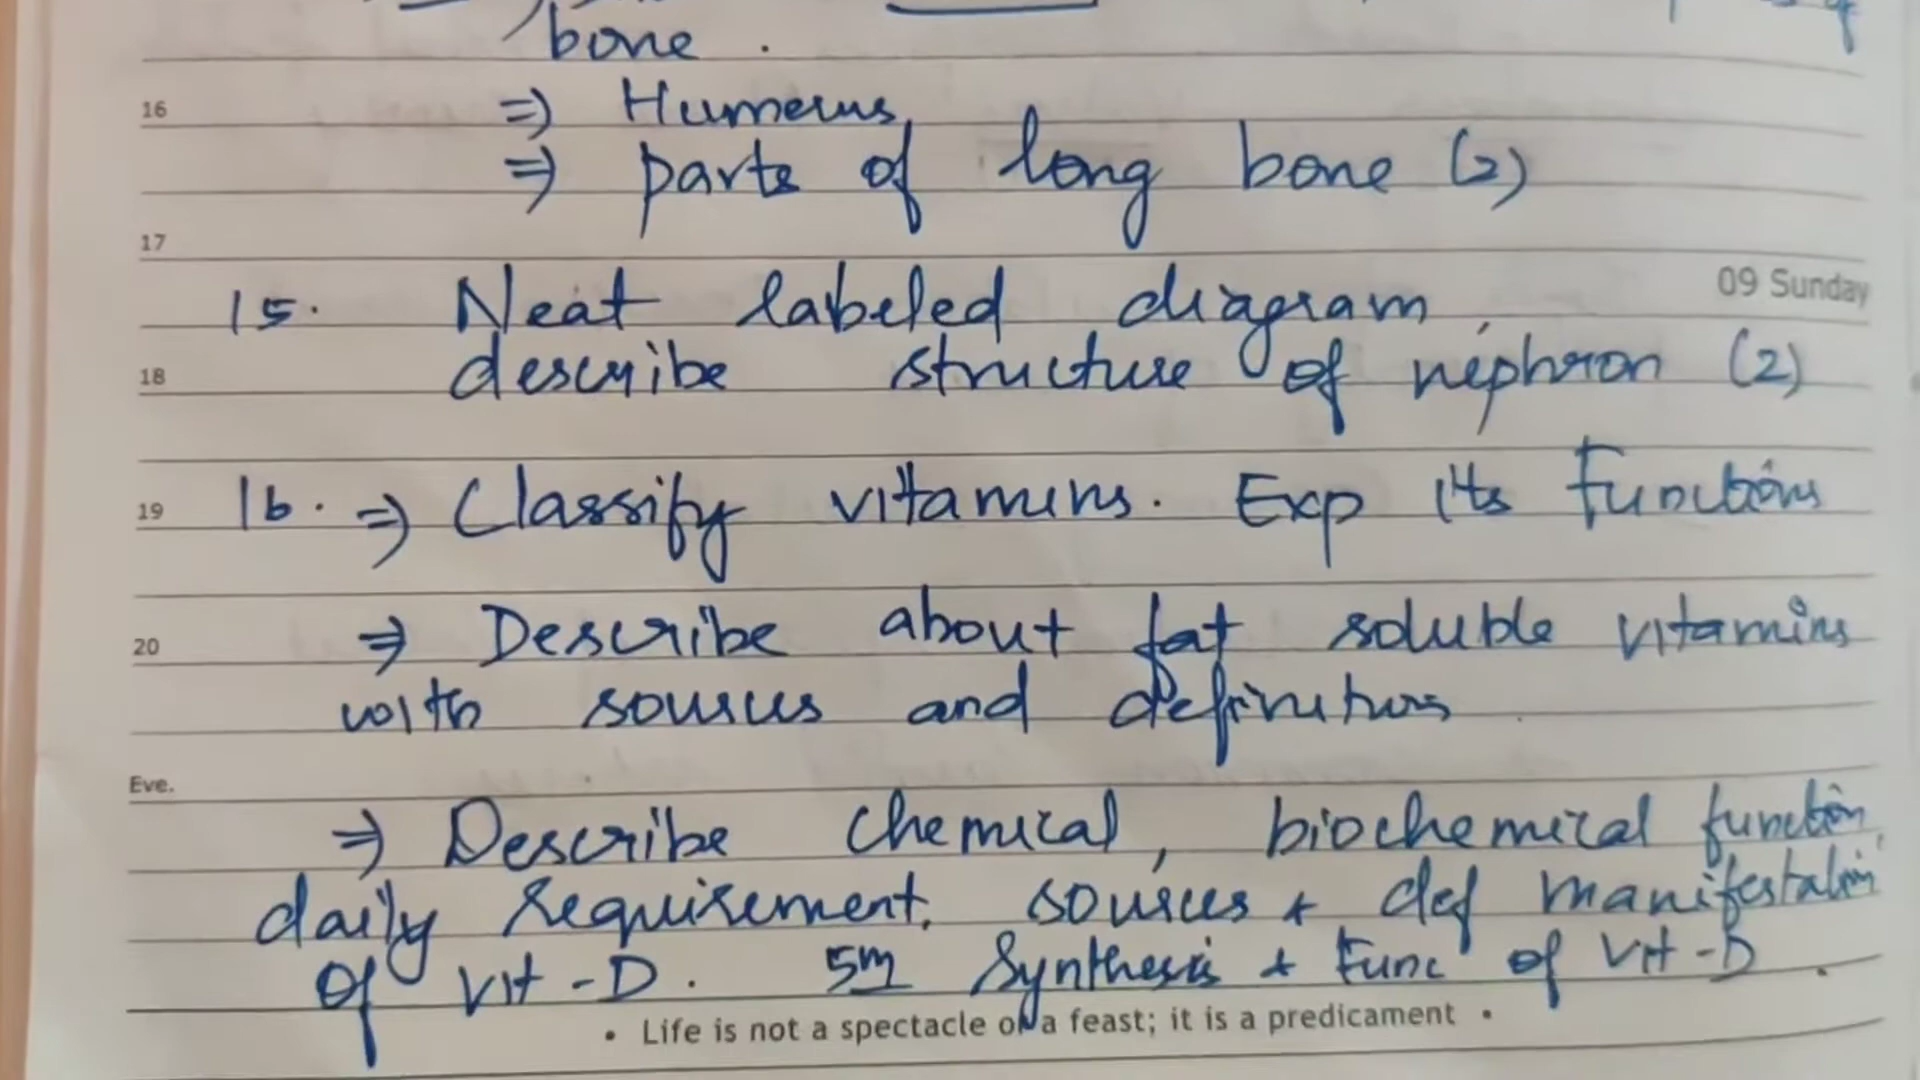 bone.
16
⇒ Humerus
⇒ parts of long bone (2)
17
09 Sunday
15. Neat labeled diagram,
18
describe structure of nephron (2)
19
16. ⇒ Classify vitamins. Exp its functions
20
⇒ Describe about fat soluble vitamins
with sources and definitions
Eve.
⇒ Describe chemical, biochemical function,
daily requirement, sources + def manifestation
of vit-D. 5m Synthesis + Func of Vit-D
• Life is not a spectacle or a feast; it is a predicament •